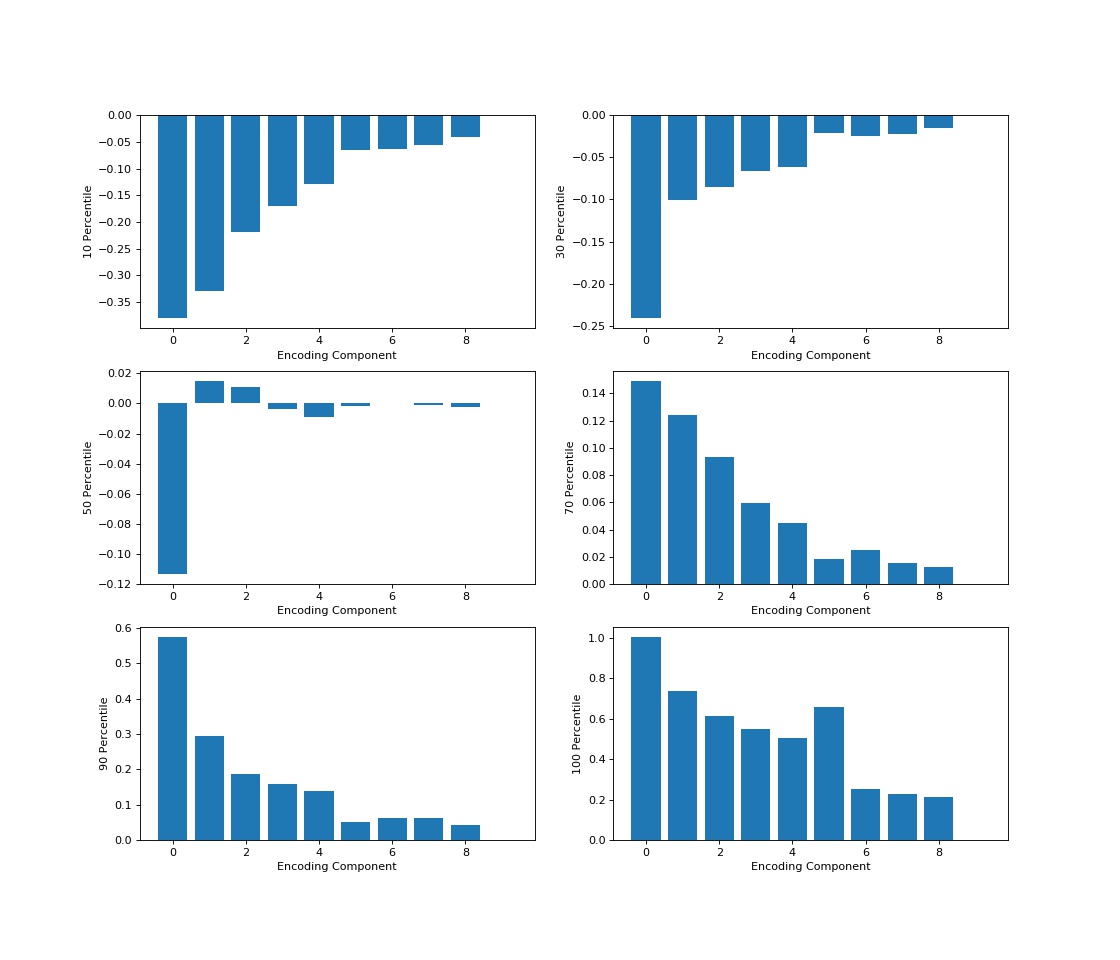 10 Percentile
0.00
−0.05
−0.10
−0.15
−0.20
−0.25
−0.30
−0.35
0 2 4 6 8
Encoding Component
30 Percentile
0.00
−0.05
−0.10
−0.15
−0.20
−0.25
0 2 4 6 8
Encoding Component
50 Percentile
0.02
0.00
−0.02
−0.04
−0.06
−0.08
−0.10
−0.12
0 2 4 6 8
Encoding Component
70 Percentile
0.14
0.12
0.10
0.08
0.06
0.04
0.02
0.00
0 2 4 6 8
Encoding Component
90 Percentile
0.6
0.5
0.4
0.3
0.2
0.1
0.0
0 2 4 6 8
Encoding Component
100 Percentile
1.0
0.8
0.6
0.4
0.2
0.0
0 2 4 6 8
Encoding Component